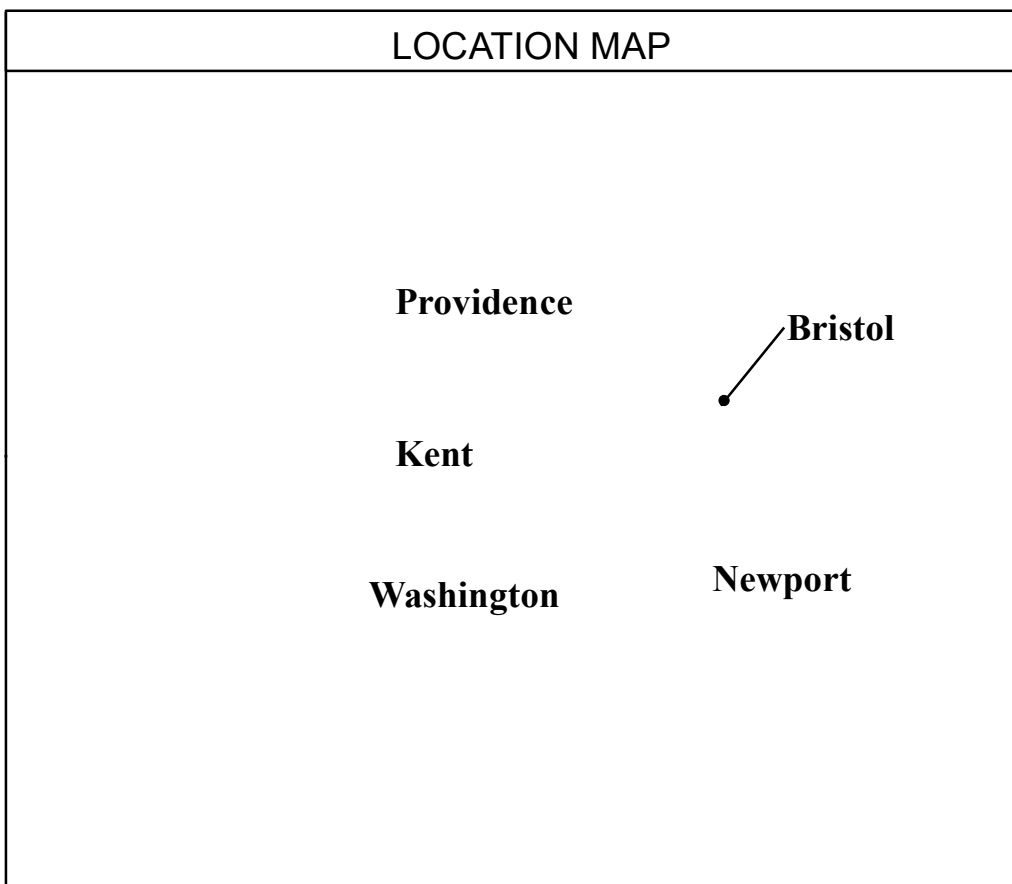 LOCATION MAP
Providence
Bristol
Kent
Newport
Washington